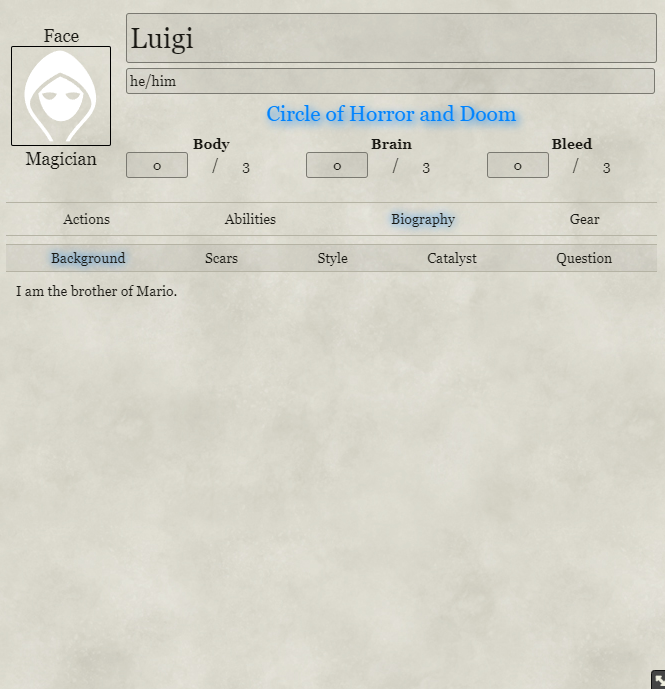 Face
Magician
Luigi
he/him
Circle of Horror and Doom
Body Brain Bleed
0 / 3 0 / 3 0 / 3
Actions Abilities Biography Gear
Background Scars Style Catalyst Question
I am the brother of Mario.